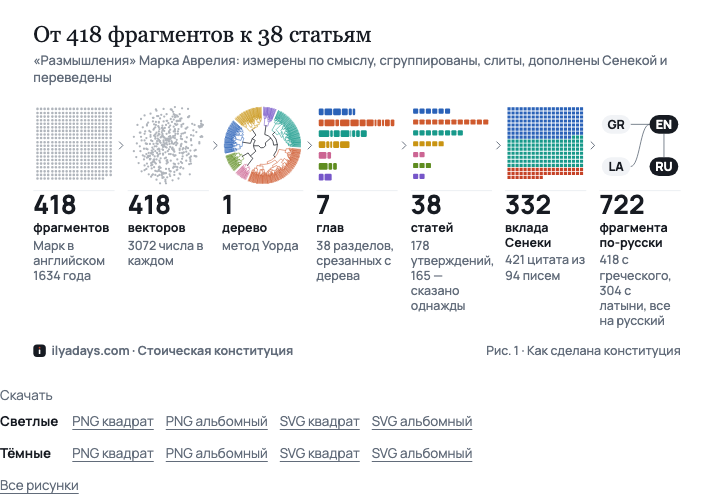 От 418 фрагментов к 38 статьям
«Размышления» Марка Аврелия: измерены по смыслу, сгруппированы, слиты, дополнены Сенекой и
переведены
GR EN
LA RU
418
фрагментов
Марк в
английском
1634 года
418
векторов
3072 числа в
каждом
1
дерево
метод Уорда
7
глав
38 разделов,
срезанных с
дерева
38
статей
178
утверждений,
165 —
сказано
однажды
332
вклада
Сенеки
421 цитата из
94 писем
722
фрагмента
по-русски
418 с
греческого,
304 с
латыни, все
на русский
i ilyadays.com · Стоическая конституция
Рис. 1 · Как сделана конституция
Скачать
Светлые PNG квадрат PNG альбомный SVG квадрат SVG альбомный
Тёмные PNG квадрат PNG альбомный SVG квадрат SVG альбомный
Все рисунки